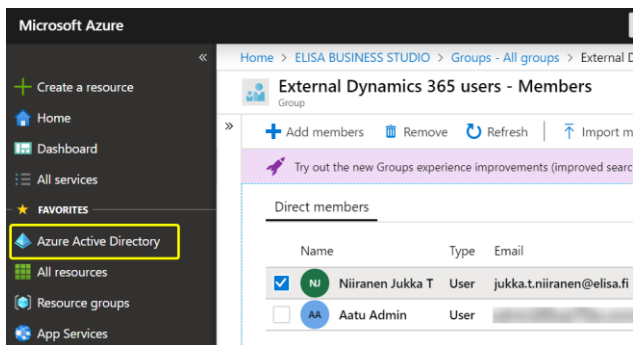 Microsoft Azure
«
Create a resource
Home
Dashboard
All services
FAVORITES
Azure Active Directory
All resources
Resource groups
App Services
Home > ELISA BUSINESS STUDIO > Groups - All groups > External D
External Dynamics 365 users - Members
Group
»
Add members Remove Refresh Import m
Try out the new Groups experience improvements (improved searc
Direct members
Name Type Email
NJ Niiranen Jukka T User jukka.t.niiranen@elisa.fi
AA Aatu Admin User